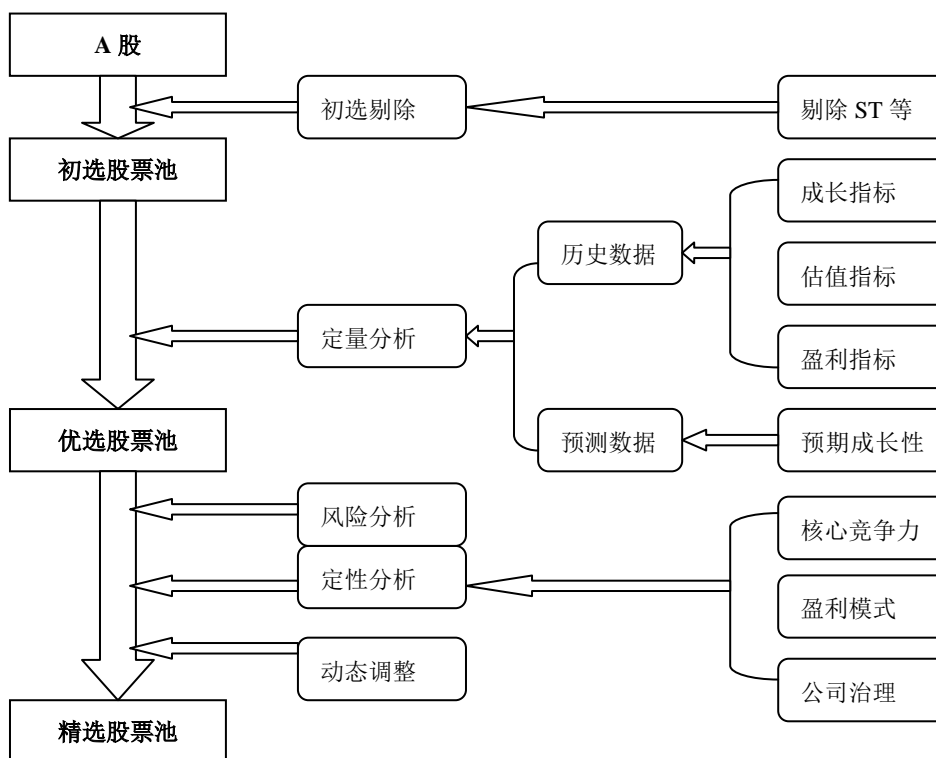 A 股
初选剔除
剔除 ST 等
初选股票池
成长指标
历史数据
估值指标
定量分析
盈利指标
优选股票池
预测数据
预期成长性
风险分析
核心竞争力
定性分析
盈利模式
动态调整
公司治理
精选股票池